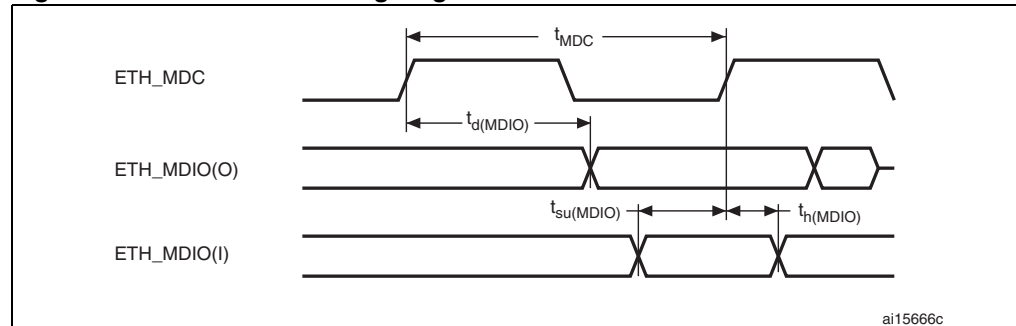 t_MDC
ETH_MDC
t_d(MDIO)
ETH_MDIO(O)
t_su(MDIO) t_h(MDIO)
ETH_MDIO(I)
ai15666c